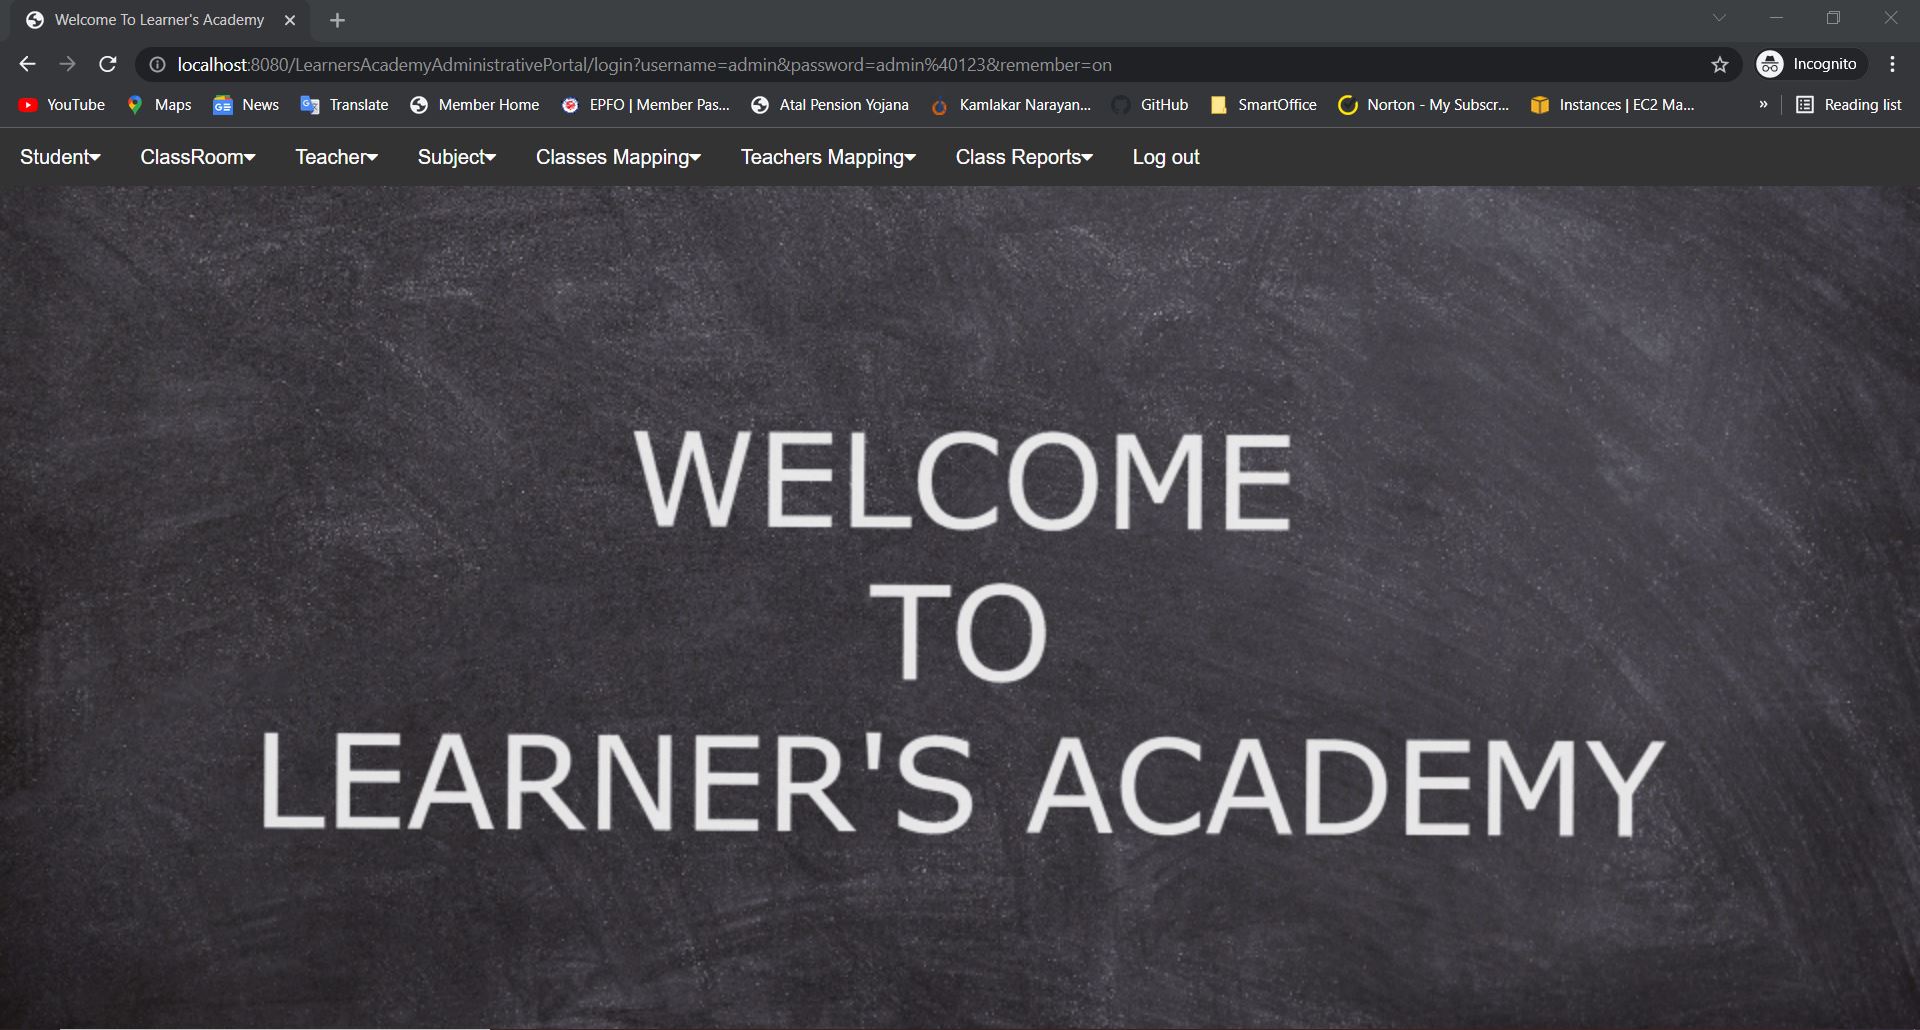 Welcome To Learner's Academy
localhost:8080/LearnersAcademyAdministrativePortal/login?username=admin&password=admin%40123&remember=on
Incognito
YouTube Maps News Translate Member Home EPFO | Member Pas... Atal Pension Yojana Kamlakar Narayan... GitHub SmartOffice Norton - My Subscr... Instances | EC2 Ma... » Reading list
Student ClassRoom Teacher Subject Classes Mapping Teachers Mapping Class Reports Log out
WELCOME
TO
LEARNER'S ACADEMY